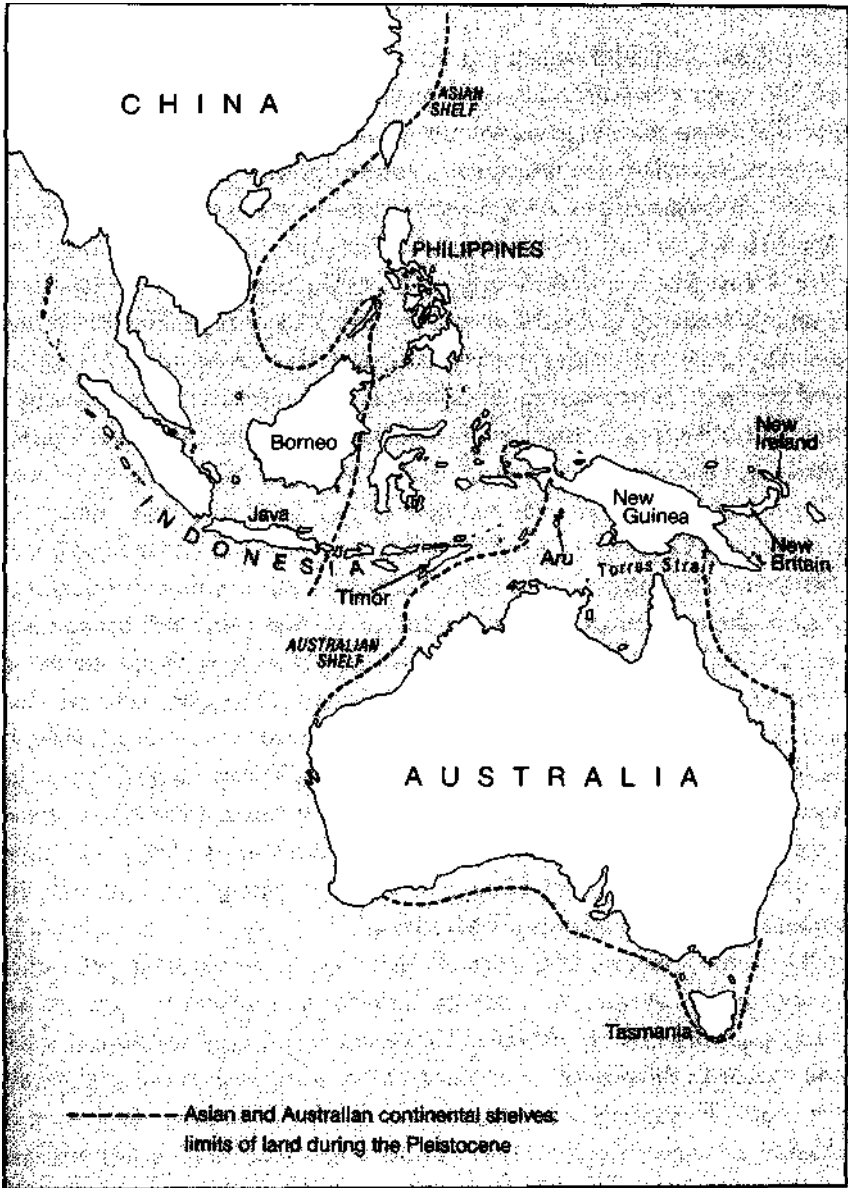 CHINA
ASIAN
SHELF
PHILIPPINES
Borneo
New
Ireland
New
Guinea
Java
INDONESIA
Aru
New
Britain
Torres Strait
Timor
AUSTRALIAN
SHELF
AUSTRALIA
Tasmania
Asian and Australian continental shelves:
limits of land during the Pleistocene